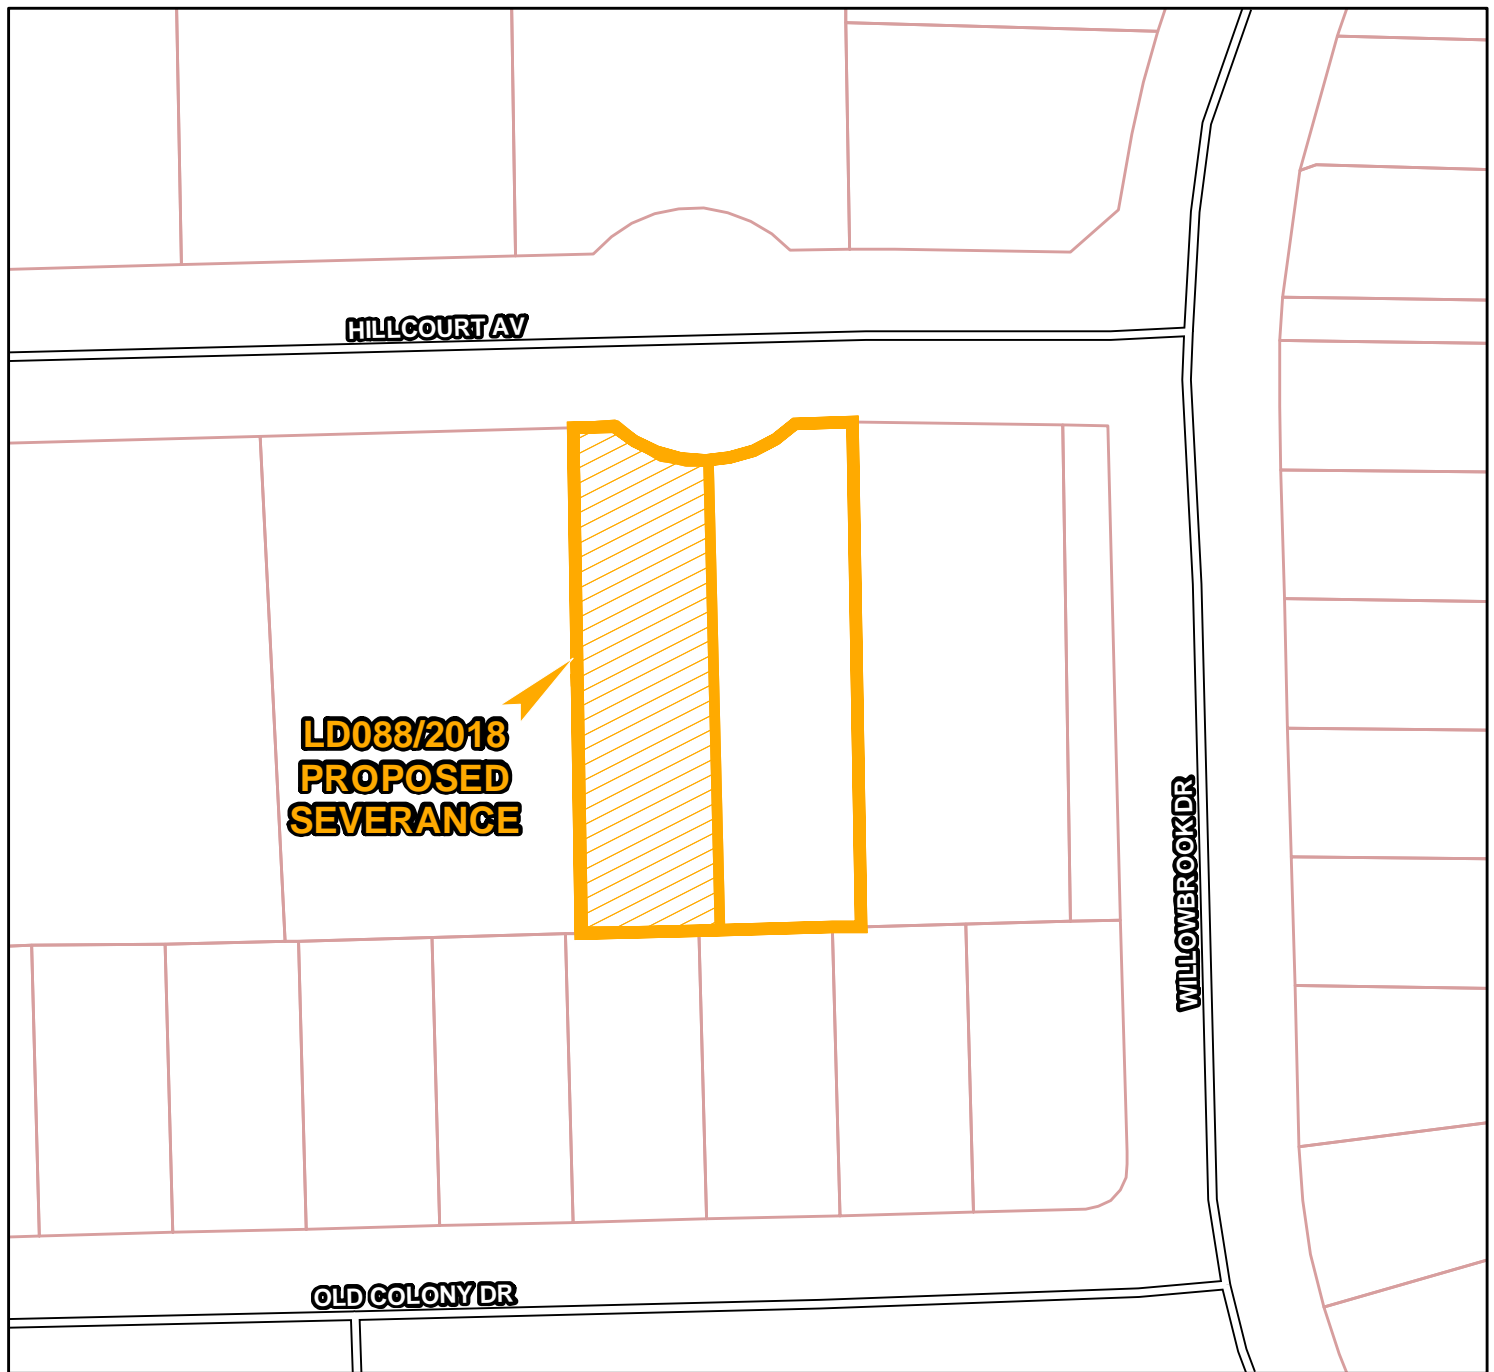 HILLCOURT AV
LD088/2018
PROPOSED
SEVERANCE
WILLOWBROOK DR
OLD COLONY DR